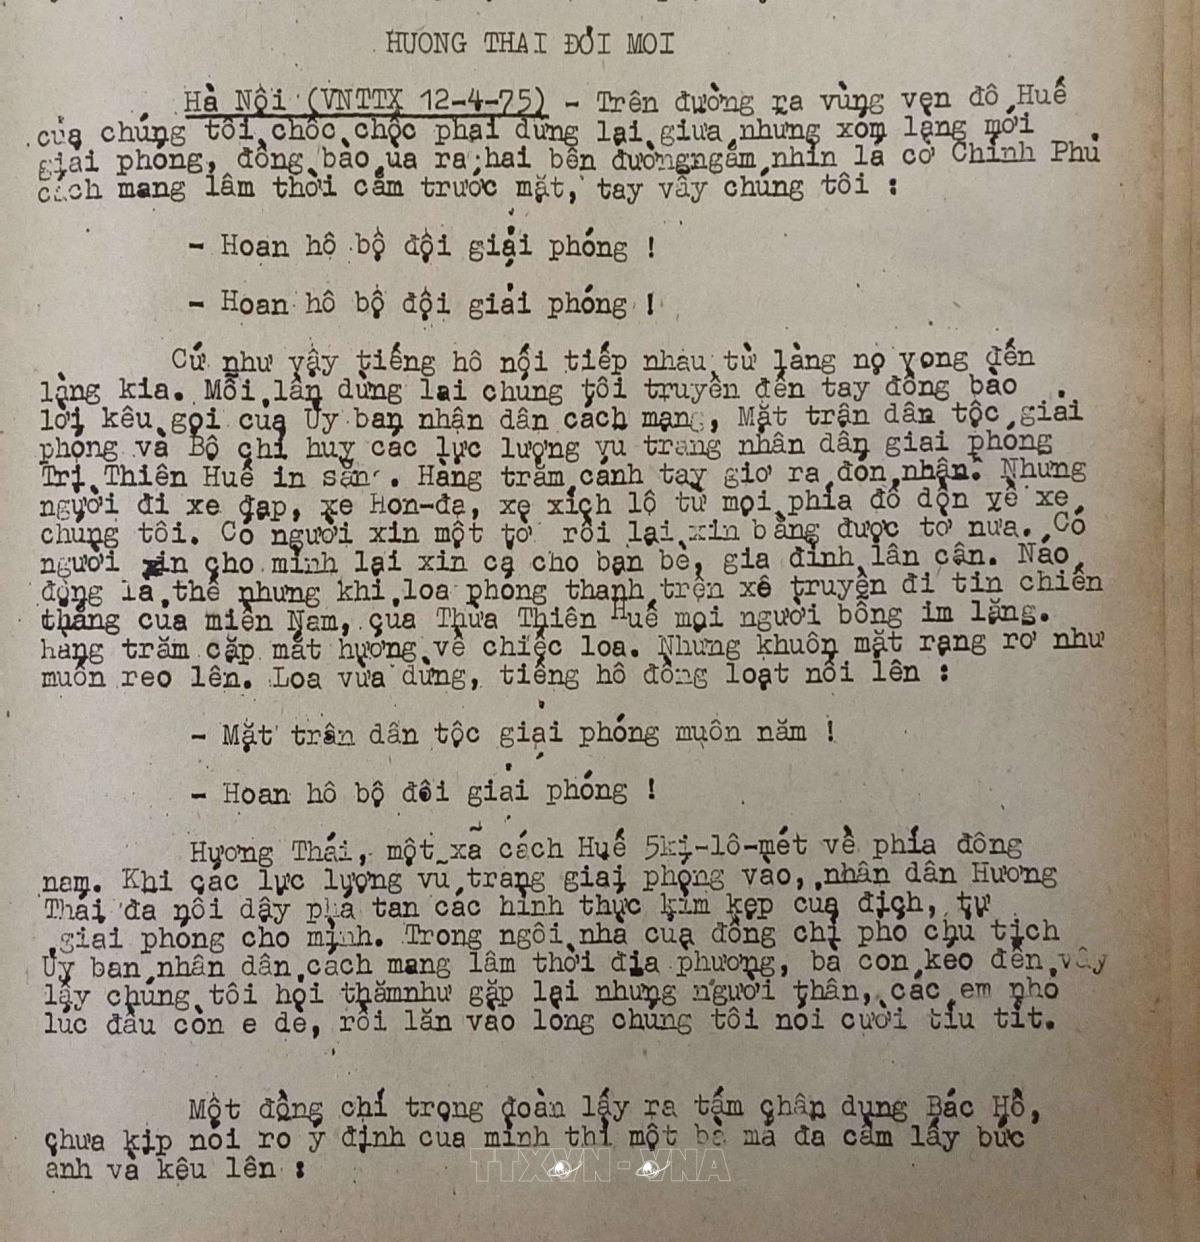 HUONG THAI ĐỔI MOI
Hà Nội (VNTTX 12-4-75) - Trên đường ra vùng ven đô Huế
của chúng tôi chốc chốc phải dừng lại giưa nhưng xóm làng mới
giải phóng, đồng bào ùa ra hai bên đườngngắm nhìn lá cờ Chính Phủ
cách mạng lâm thời cắm trước mặt, tay vẫy chúng tôi :
- Hoan hô bộ đội giải phóng !
- Hoan hô bộ đội giải phóng !
Cứ như vậy tiếng hô nối tiếp nhau từ làng nọ vọng đến
làng kia. Mỗi lần dừng lại chúng tôi truyền đến tay đồng bào
lời kêu gọi của Ủy ban nhân dân cách mạng, Mặt trận dân tộc giải
phóng và Bộ chỉ huy các lực lượng vũ trang nhân dân giải phóng
Trị Thiên Huế in sẵn. Hàng trăm cánh tay giơ ra đón nhận. Nhưng
người đi xe đạp, xe Hon-đa, xe xích lô từ mọi phía đổ dồn về xe
chúng tôi. Có người xin một tờ rồi lại xin bằng được tờ nưa. Có
người xin cho mình lại xin cả cho bạn bè, gia đình lân cận. Náo
động là thế nhưng khi loa phóng thanh trên xê truyền đi tin chiến
thắng của miền Nam, của Thừa Thiên Huế mọi người bỗng im lặng.
hàng trăm cặp mắt hướng về chiếc loa. Nhưng khuôn mặt rạng rơ như
muốn reo lên. Loa vừa dừng, tiếng hô đồng loạt nổi lên :
- Mặt trân dân tộc giải phóng muôn năm !
- Hoan hô bộ đôi giải phóng !
Hương Thái, một xã cách Huế 5ki-lô-mét về phía đông
nam. Khi các lực lượng vũ trang giải phóng vào, nhân dân Hương
Thái đa nổi dậy phá tan các hình thực kìm kẹp của địch, tự
giải phóng cho mình. Trong ngôi nhà của đồng chí phó chủ tịch
Ủy ban nhân dân cách mạng lâm thời địa phương, bà con kéo đến vây
lấy chúng tôi hỏi thămnhư gặp lại nhưng người thân, các em nhỏ
lúc đầu còn e dè, rồi lăn vào lòng chúng tôi nói cười tíu tít.
Một đồng chí trong đoàn lấy ra tấm chân dung Bác Hồ,
chưa kịp nói ro ý định của mình thì một bà má đa cầm lấy bức
ảnh và kêu lên :
TTXVN-VNA